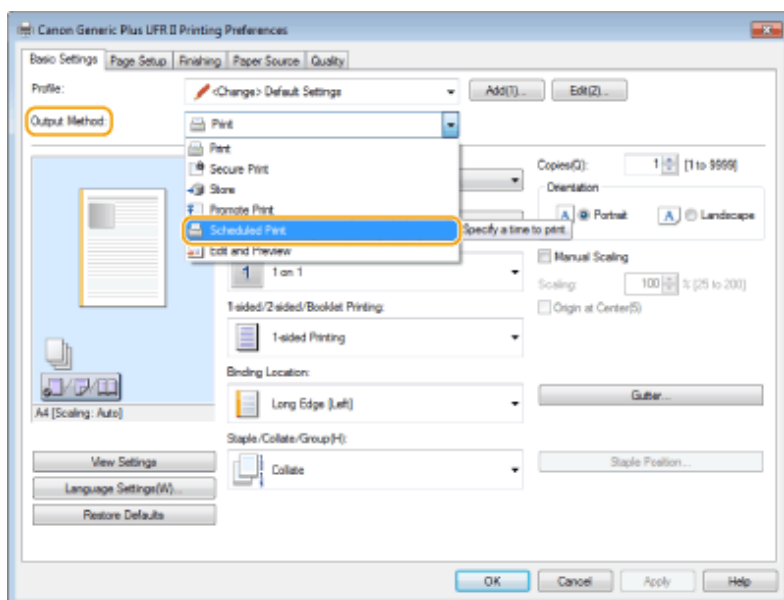 Canon Generic Plus UFR II Printing Preferences
Basic Settings Page Setup Finishing Paper Source Quality
Profile: <Change> Default Settings Add(1)... Edit(2)...
Output Method: Print
Print
Secure Print
Store
Promote Print
Scheduled Print
Edit and Preview
Specify a time to print.
Copies(Q): 1 [1 to 9999]
Orientation
A Portrait A Landscape
Manual Scaling
Scaling: 100 % [25 to 200]
Origin at Center(5)
1 1 on 1
1-sided/2-sided/Booklet Printing:
1-sided Printing
Binding Location:
Long Edge [Left]
Gutter...
A4 [Scaling: Auto]
Staple/Collate/Group(H):
Collate
Staple Position...
View Settings
Language Settings(W)...
Restore Defaults
OK Cancel Apply Help